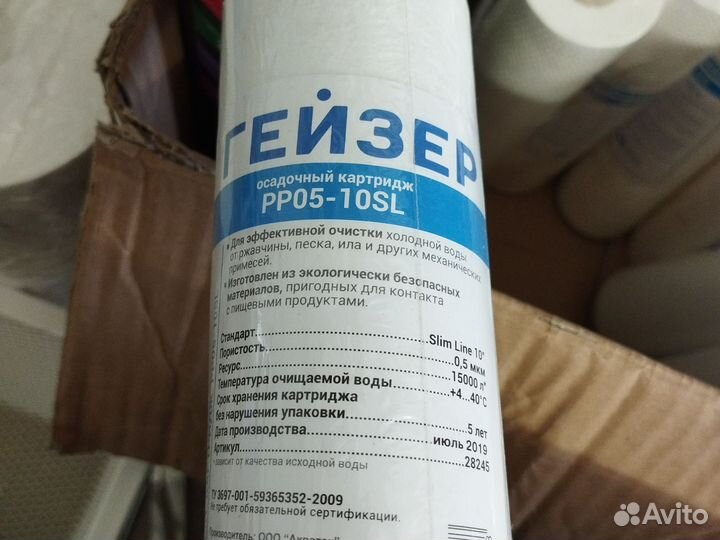 ГЕЙЗЕР
осадочный картридж
PP05-10SL
• Для эффективной очистки холодной воды
от ржавчины, песка, ила и других механических
примесей.
• Изготовлен из экологически безопасных
материалов, пригодных для контакта
с пищевыми продуктами.
Стандарт Slim Line 10"
Пористость 0,5 мкм
Ресурс 15000 л*
Температура очищаемой воды +4...40°C
Срок хранения картриджа
без нарушения упаковки 5 лет
Дата производства июль 2019
Артикул 28245
* зависит от качества исходной воды
ТУ 3697-001-59365352-2009
Не требует обязательной сертификации.
Производитель: ООО
Avito